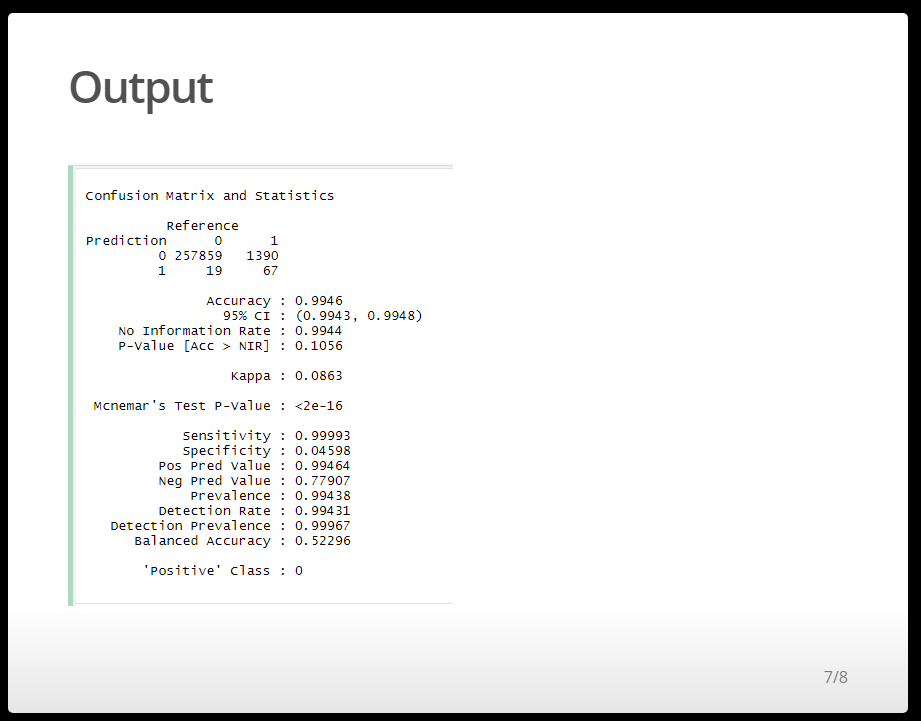 Output
Confusion Matrix and Statistics
Reference
Prediction 0 1
0 257859 1390
1 19 67
Accuracy : 0.9946
95% CI : (0.9943, 0.9948)
No Information Rate : 0.9944
P-Value [Acc > NIR] : 0.1056
Kappa : 0.0863
Mcnemar's Test P-Value : <2e-16
Sensitivity : 0.99993
Specificity : 0.04598
Pos Pred Value : 0.99464
Neg Pred Value : 0.77907
Prevalence : 0.99438
Detection Rate : 0.99431
Detection Prevalence : 0.99967
Balanced Accuracy : 0.52296
'Positive' Class : 0
7/8